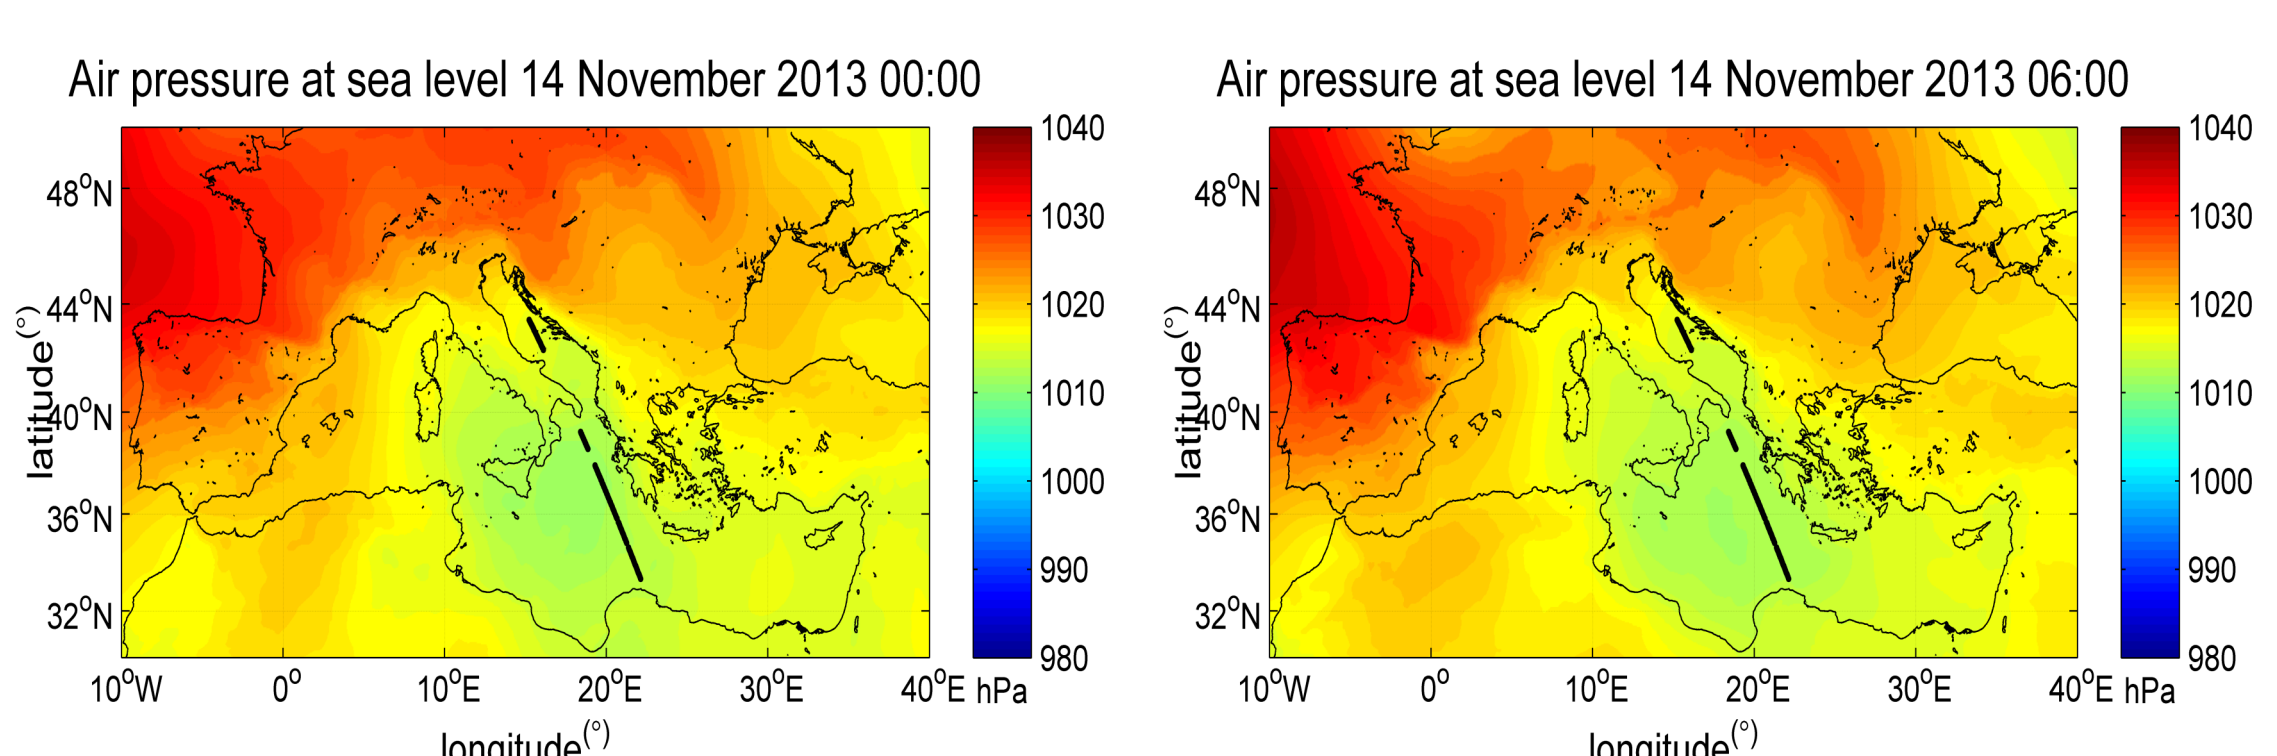 Air pressure at sea level 14 November 2013 00:00
1040
1030
1020
1010
1000
990
980
hPa
48°N
44°N
40°N
36°N
32°N
latitude(°)
10°W 0° 10°E 20°E 30°E 40°E
longitude(°)
Air pressure at sea level 14 November 2013 06:00
1040
1030
1020
1010
1000
990
980
hPa
48°N
44°N
40°N
36°N
32°N
latitude(°)
10°W 0° 10°E 20°E 30°E 40°E
longitude(°)